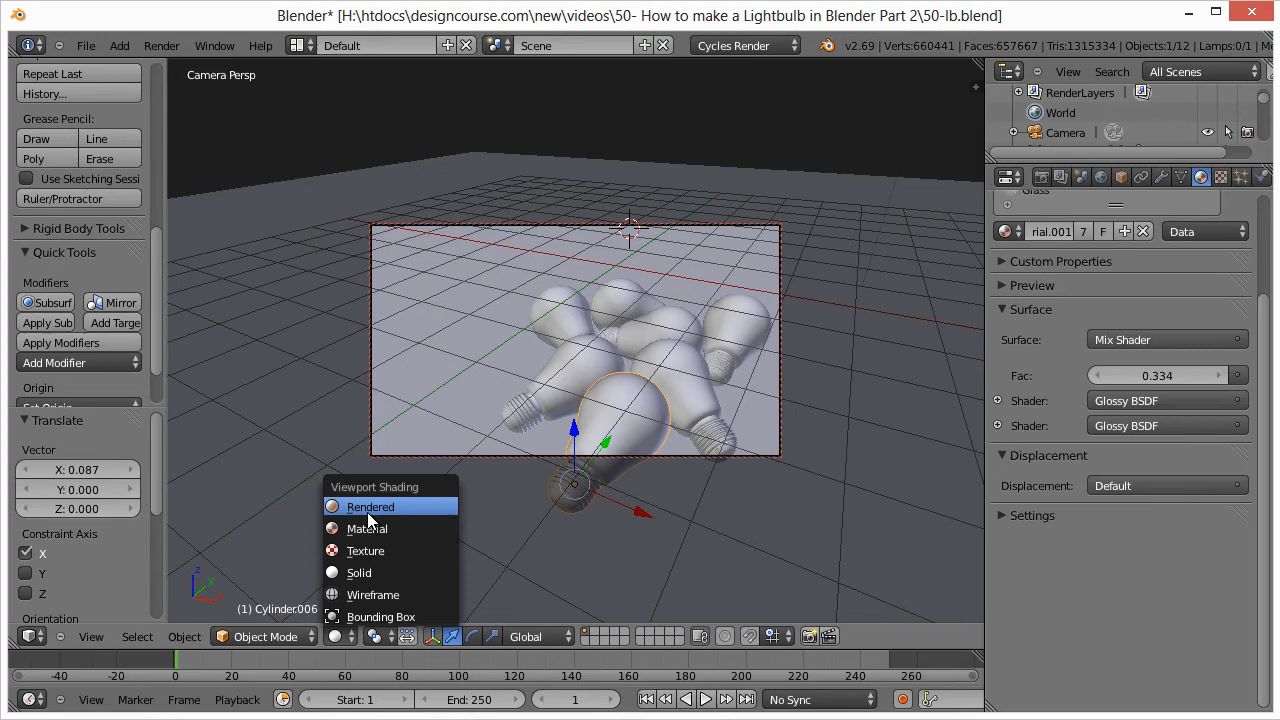 Blender* [H:\htdocs\designcourse.com\new\videos\50- How to make a Lightbulb in Blender Part 2\50-lb.blend]
File Add Render Window Help Default Scene Cycles Render v2.69 | Verts:660441 | Faces:657667 | Tris:1315334 | Objects:1/12 | Lamps:0/1 | Me
Repeat Last
History...
Grease Pencil:
Draw Line
Poly Erase
Use Sketching Sessi
Ruler/Protractor
Rigid Body Tools
Quick Tools
Modifiers
Subsurf Mirror
Apply Sub Add Targe
Apply Modifiers
Add Modifier
Origin
Set Origin
Translate
Vector
X: 0.087
Y: 0.000
Z: 0.000
Constraint Axis
X
Y
Z
Orientation
Camera Persp
Viewport Shading
Rendered
Material
Texture
Solid
Wireframe
Bounding Box
z
y
x
(1) Cylinder.006
View Select Object Object Mode Global
View Search All Scenes
RenderLayers
World
Camera
Glass
rial.001 7 F Data
Custom Properties
Preview
Surface
Surface: Mix Shader
Fac: 0.334
Shader: Glossy BSDF
Shader: Glossy BSDF
Displacement
Displacement: Default
Settings
-40 -20 0 20 40 60 80 100 120 140 160 180 200 220 240 260
View Marker Frame Playback Start: 1 End: 250 1 No Sync